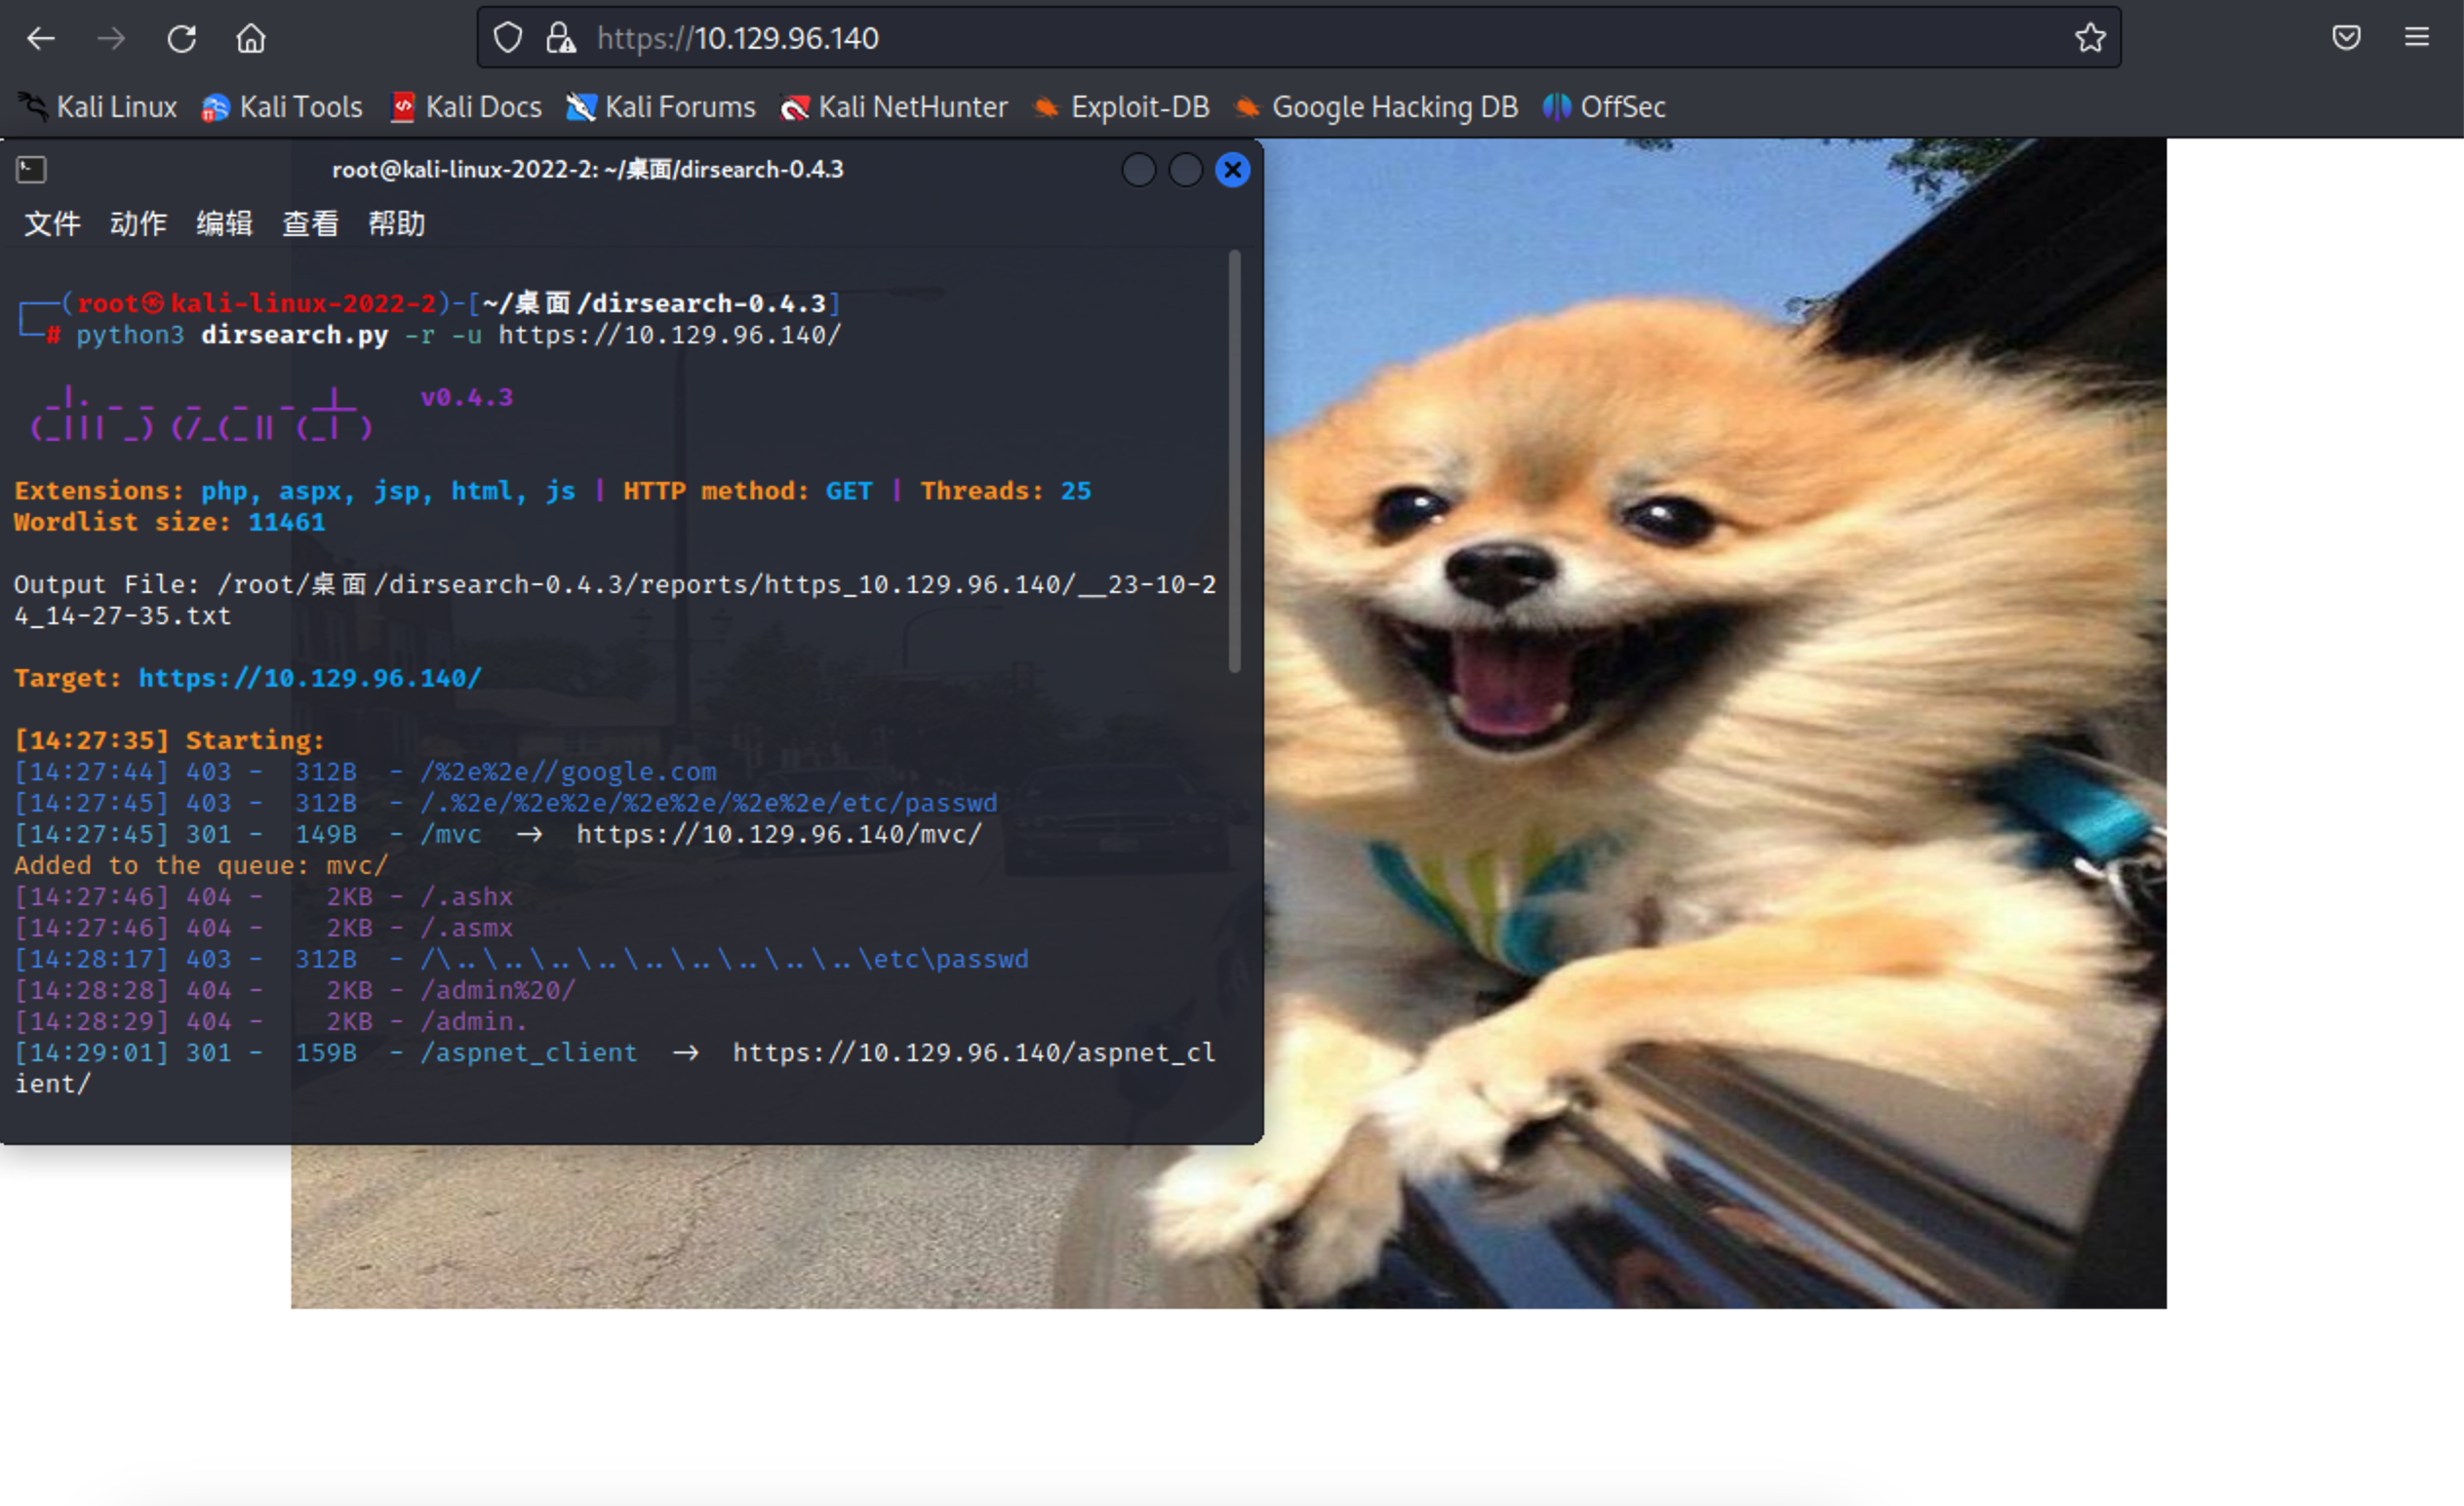 https://10.129.96.140
Kali Linux Kali Tools Kali Docs Kali Forums Kali NetHunter Exploit-DB Google Hacking DB OffSec
root@kali-linux-2022-2: ~/桌面/dirsearch-0.4.3
文件 动作 编辑 查看 帮助
┌──(root㉿kali-linux-2022-2)-[~/桌面/dirsearch-0.4.3]
└─# python3 dirsearch.py -r -u https://10.129.96.140/
v0.4.3
Extensions: php, aspx, jsp, html, js | HTTP method: GET | Threads: 25
Wordlist size: 11461
Output File: /root/桌面/dirsearch-0.4.3/reports/https_10.129.96.140/__23-10-2
4_14-27-35.txt
Target: https://10.129.96.140/
[14:27:35] Starting:
[14:27:44] 403 - 312B - /%2e%2e//google.com
[14:27:45] 403 - 312B - /.%2e/%2e%2e/%2e%2e/%2e%2e/etc/passwd
[14:27:45] 301 - 149B - /mvc → https://10.129.96.140/mvc/
Added to the queue: mvc/
[14:27:46] 404 - 2KB - /.ashx
[14:27:46] 404 - 2KB - /.asmx
[14:28:17] 403 - 312B - /\..\..\..\..\..\..\..\..\..\etc\passwd
[14:28:28] 404 - 2KB - /admin%20/
[14:28:29] 404 - 2KB - /admin.
[14:29:01] 301 - 159B - /aspnet_client → https://10.129.96.140/aspnet_cl
ient/